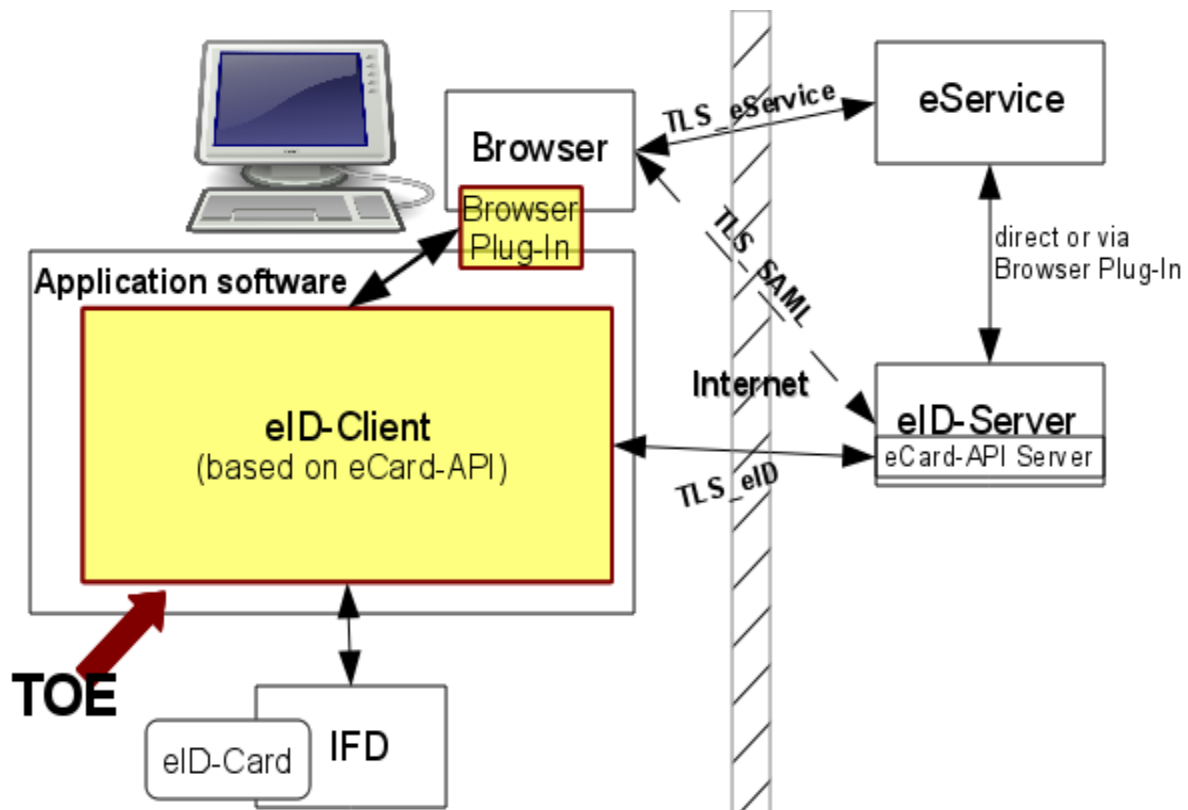 eService
TLS_eService
Browser
Browser
Plug-In
TLS_SAML
direct or via
Browser Plug-In
Application software
Internet
eID-Client
(based on eCard-API)
eID-Server
eCard-API Server
TLS_eID
TOE
IFD
eID-Card